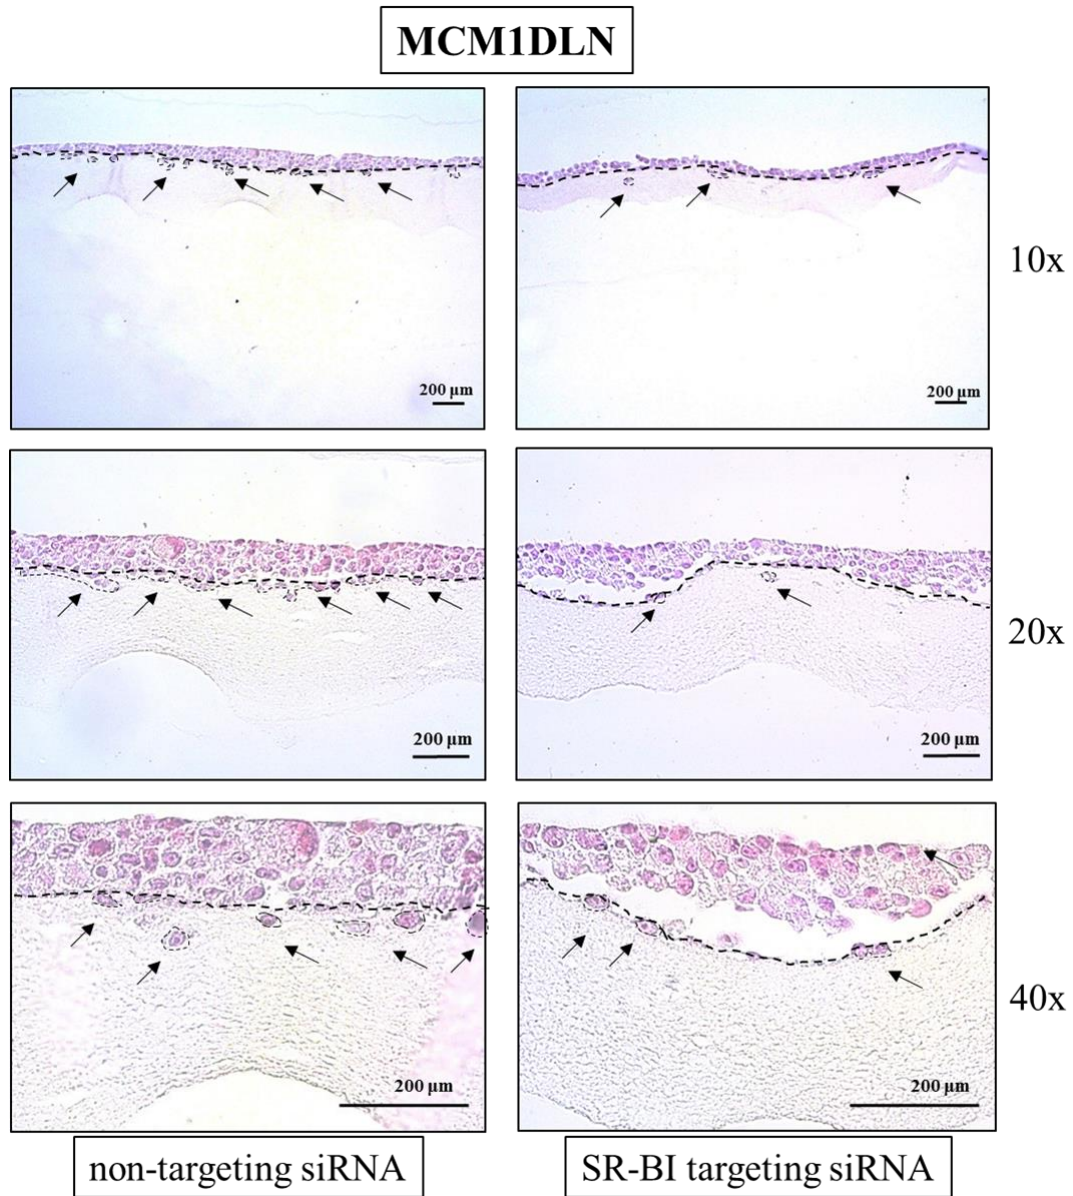 MCM1DLN
200 µm
200 µm
10x
200 µm
200 µm
20x
200 µm
200 µm
40x
non-targeting siRNA
SR-BI targeting siRNA